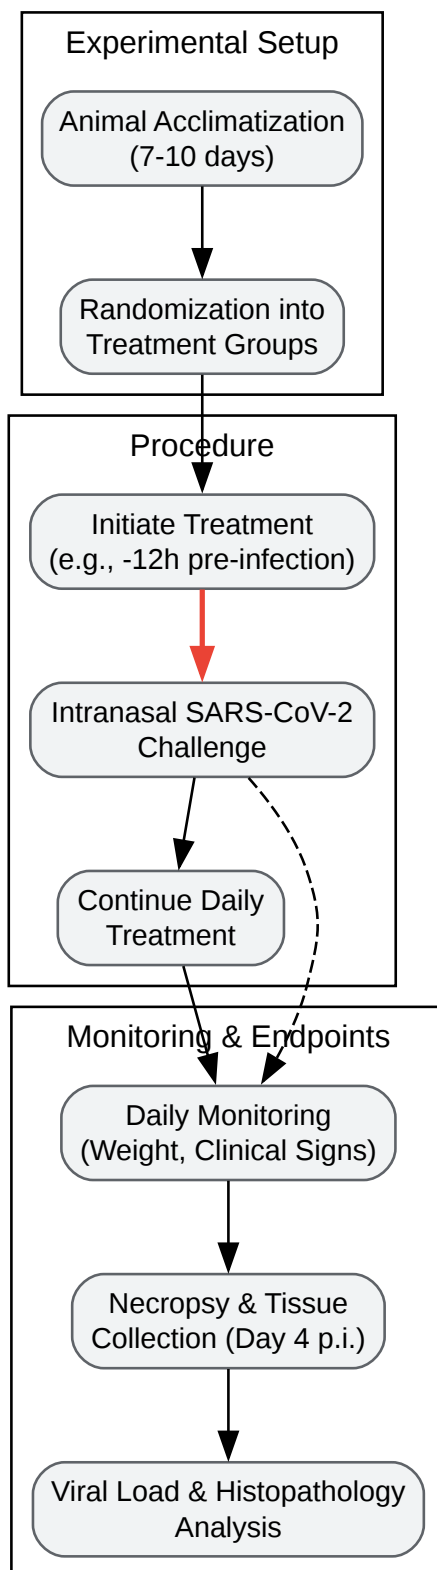 Experimental Setup
Animal Acclimatization
(7-10 days)
Randomization into
Treatment Groups
Procedure
Initiate Treatment
(e.g., -12h pre-infection)
Intranasal SARS-CoV-2
Challenge
Continue Daily
Treatment
Monitoring & Endpoints
Daily Monitoring
(Weight, Clinical Signs)
Necropsy & Tissue
Collection (Day 4 p.i.)
Viral Load & Histopathology
Analysis